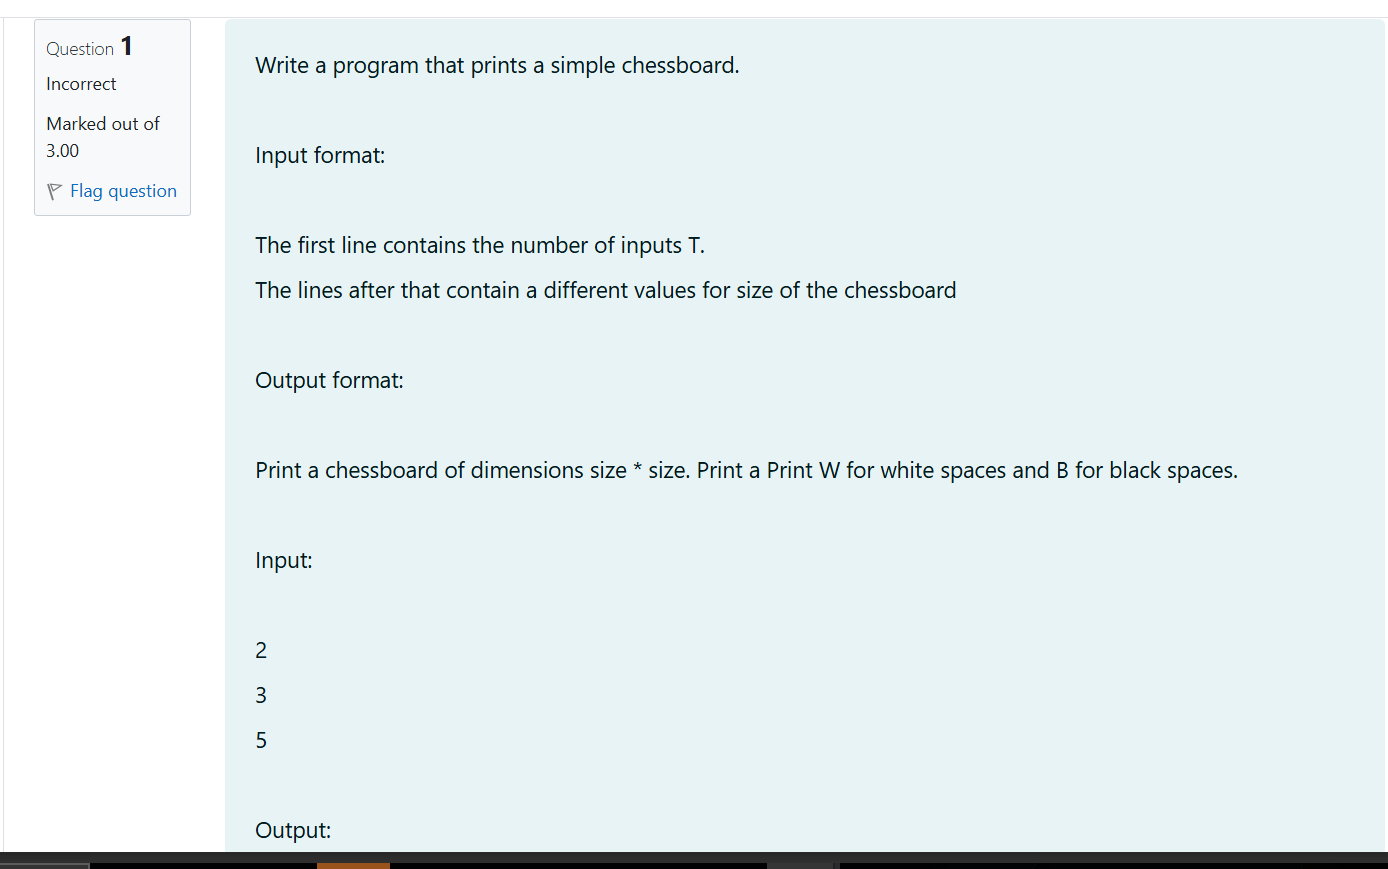 Question 1
Incorrect
Marked out of
3.00
Flag question
Write a program that prints a simple chessboard.
Input format:
The first line contains the number of inputs T.
The lines after that contain a different values for size of the chessboard
Output format:
Print a chessboard of dimensions size * size. Print a Print W for white spaces and B for black spaces.
Input:
2
3
5
Output: